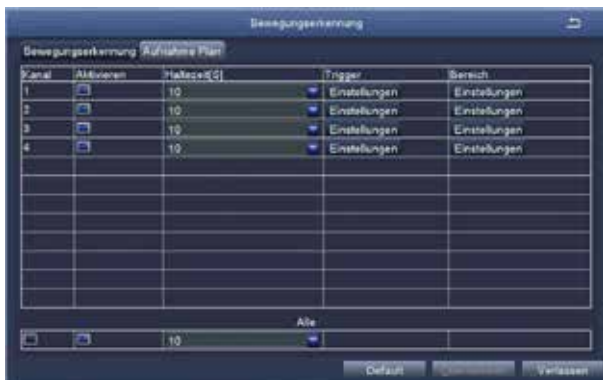 Bewegungserkennung
Bewegungserkennung Aufnahme Plan
Kanal Aktivieren Haltezeit(S) Trigger Bereich
1 10 Einstellungen Einstellungen
2 10 Einstellungen Einstellungen
3 10 Einstellungen Einstellungen
4 10 Einstellungen Einstellungen
Alle
10
Default Verlassen